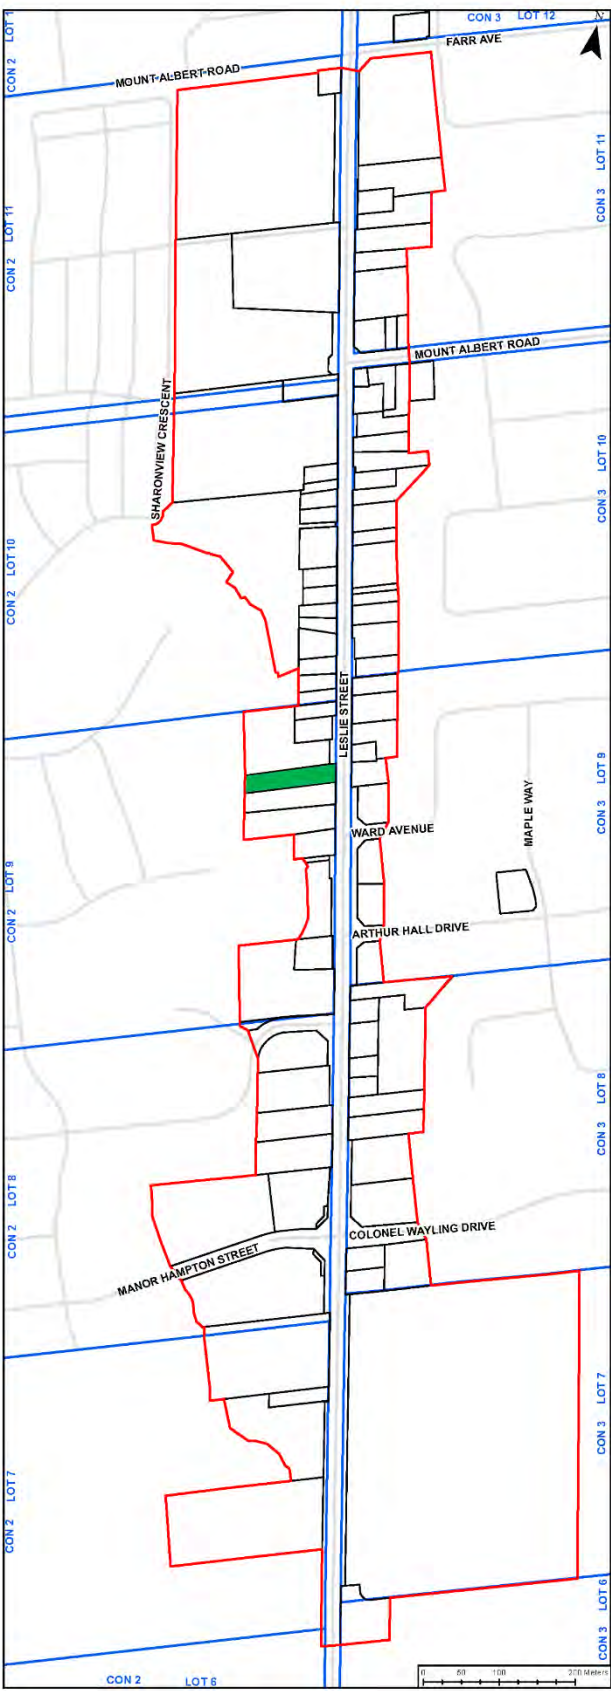 CON 3 LOT 12
N
CON 2 LOT 1
FARR AVE
MOUNT ALBERT ROAD
CON 3 LOT 11
CON 2 LOT 11
MOUNT ALBERT ROAD
SHARONVIEW CRESCENT
CON 3 LOT 10
CON 2 LOT 10
LESLIE STREET
CON 3 LOT 9
MAPLE WAY
WARD AVENUE
CON 2 LOT 9
ARTHUR HALL DRIVE
CON 3 LOT 8
CON 2 LOT 8
COLONEL WAYLING DRIVE
MANOR HAMPTON STREET
CON 3 LOT 7
CON 2 LOT 7
CON 3 LOT 6
CON 2 LOT 6
0 50 100 200 Meters